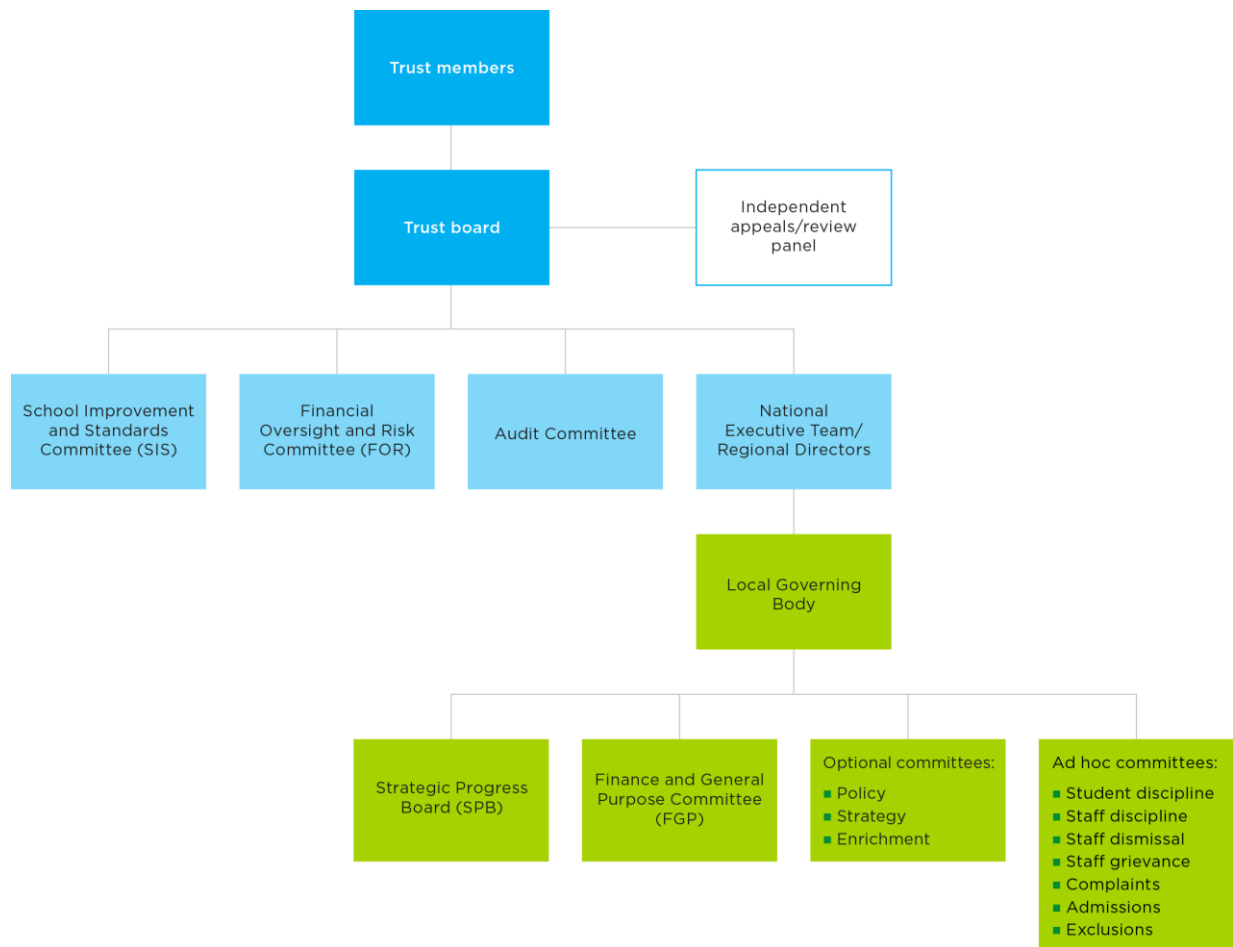 Trust members
Trust board
Independent
appeals/review
panel
School Improvement
and Standards
Committee (SIS)
Financial
Oversight and Risk
Committee (FOR)
Audit Committee
National
Executive Team/
Regional Directors
Local Governing
Body
Strategic Progress
Board (SPB)
Finance and General
Purpose Committee
(FGP)
Optional committees:
■ Policy
■ Strategy
■ Enrichment
Ad hoc committees:
■ Student discipline
■ Staff discipline
■ Staff dismissal
■ Staff grievance
■ Complaints
■ Admissions
■ Exclusions